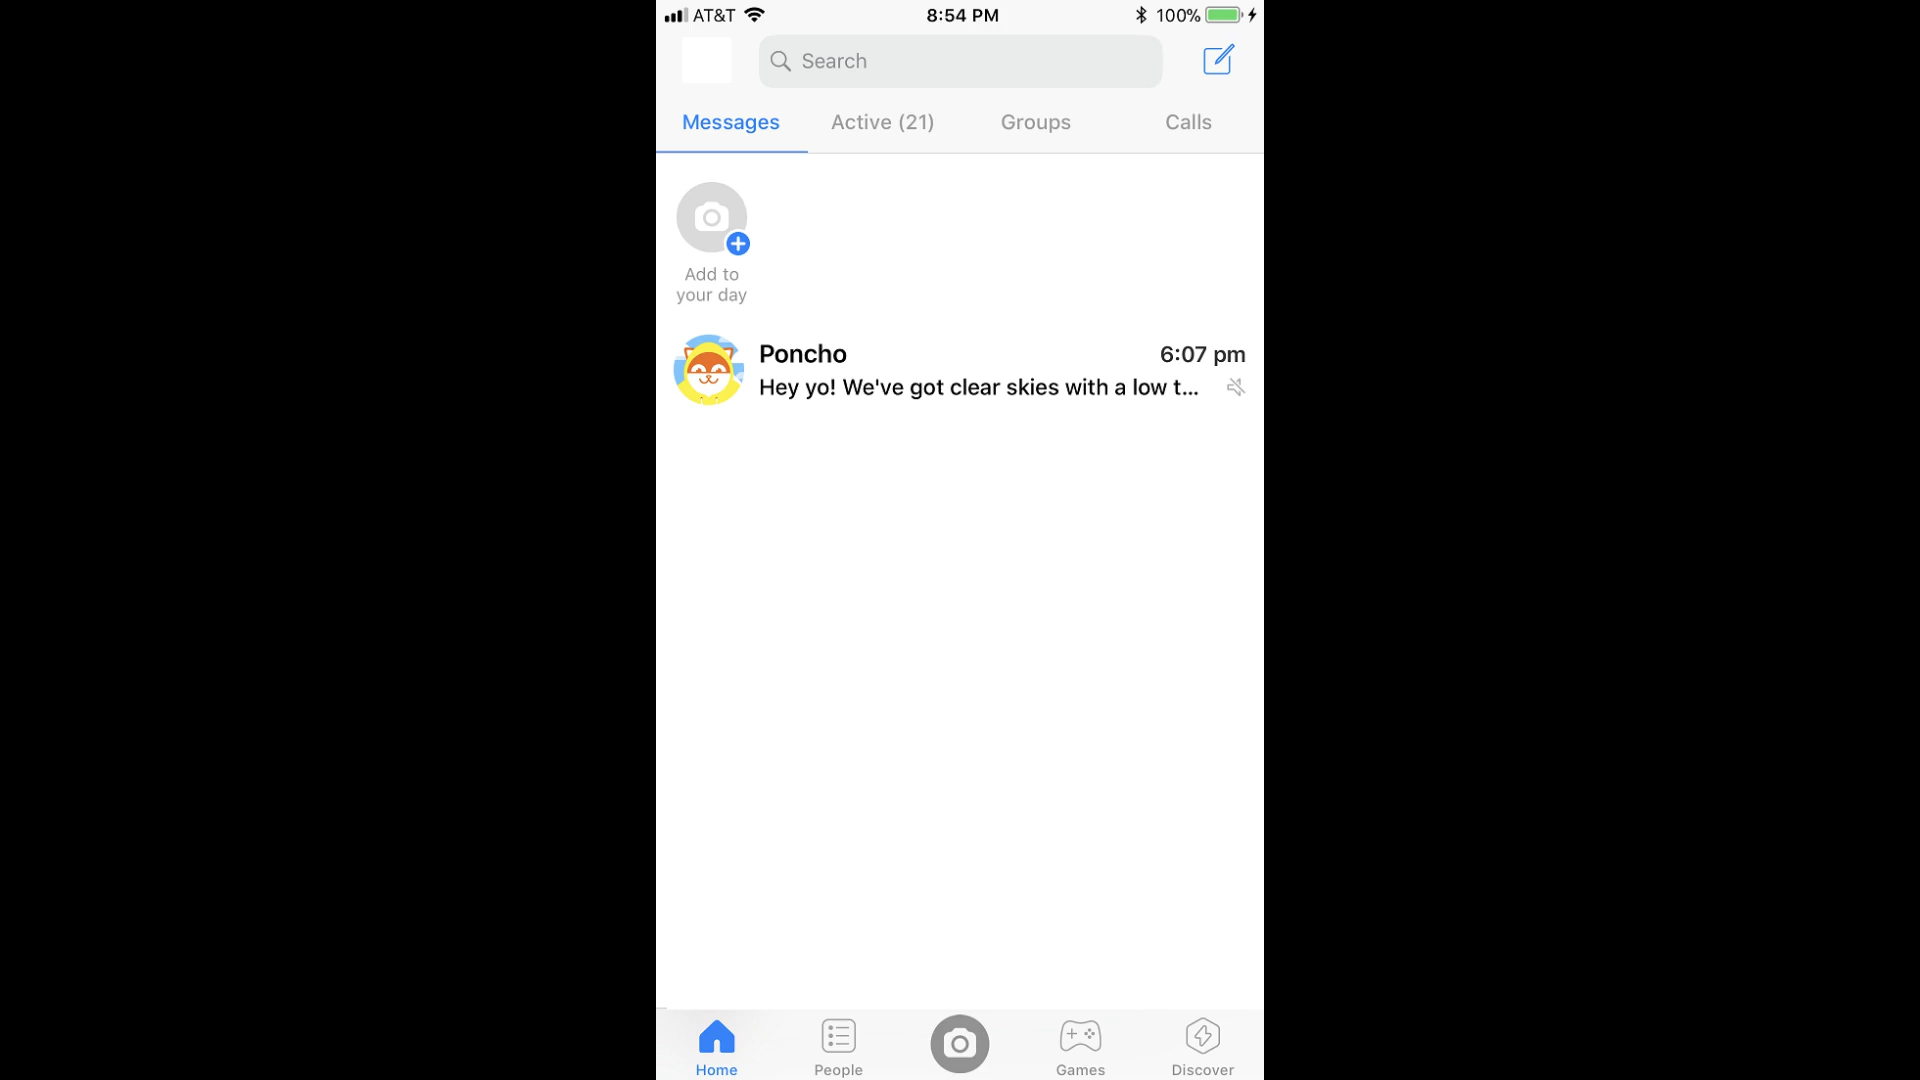 AT&T 8:54 PM 100%
Search
Messages Active (21) Groups Calls
Add to
your day
Poncho 6:07 pm
Hey yo! We've got clear skies with a low t...
Home People Games Discover